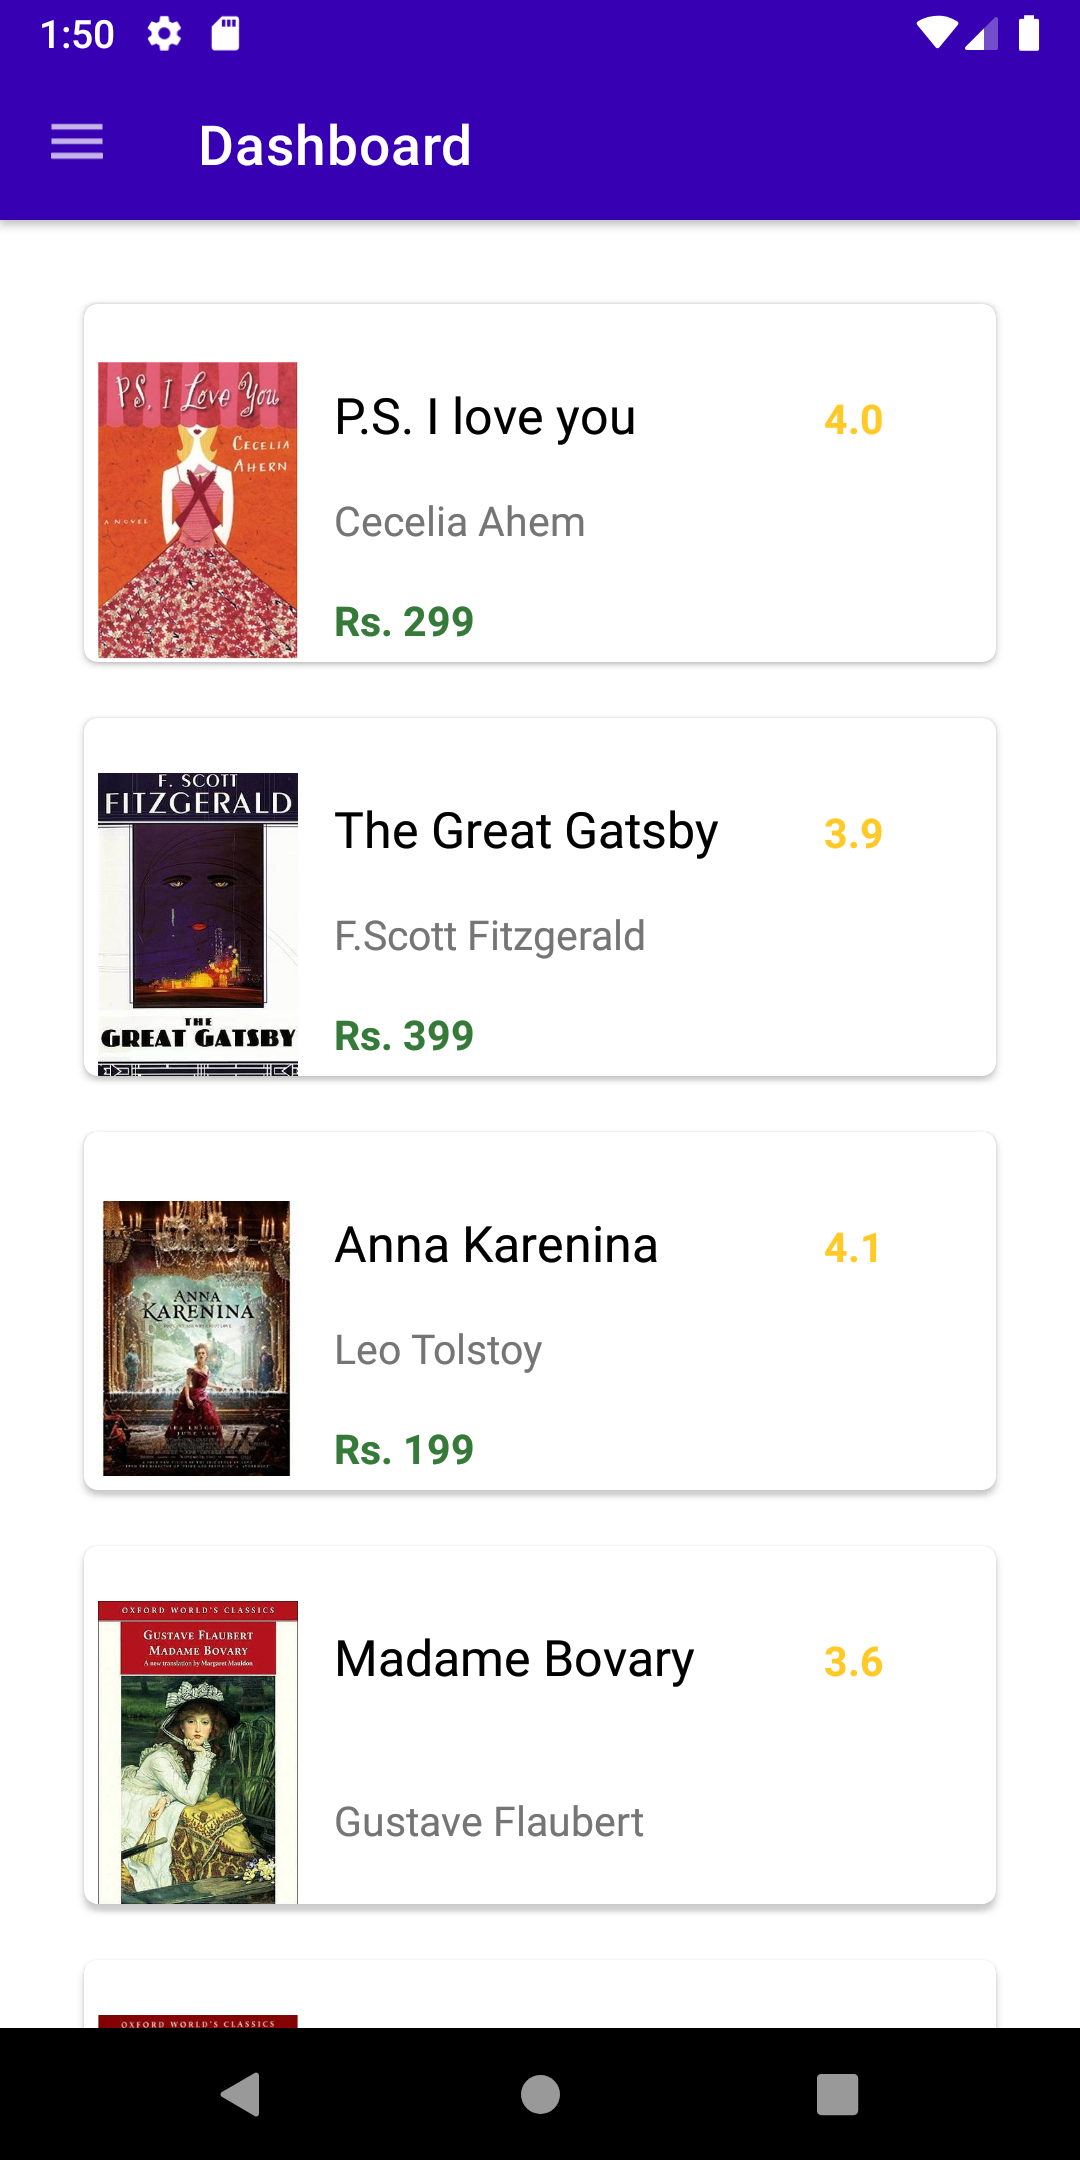 1:50
Dashboard
P.S. I Love You
CECELIA
AHERN
A NOVEL
P.S. I love you
4.0
Cecelia Ahem
Rs. 299
F. SCOTT
FITZGERALD
THE
GREAT GATSBY
The Great Gatsby
3.9
F.Scott Fitzgerald
Rs. 399
ANNA
KARENINA
Anna Karenina
4.1
Leo Tolstoy
Rs. 199
OXFORD WORLD'S CLASSICS
GUSTAVE FLAUBERT
MADAME BOVARY
A new translation by Margaret Mauldon
Madame Bovary
3.6
Gustave Flaubert
OXFORD WORLD'S CLASSICS